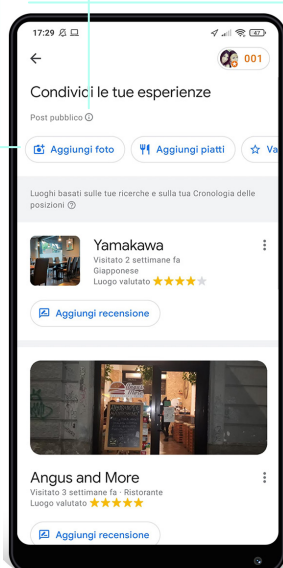 17:29 47
001
Condividi le tue esperienze
Post pubblico
Aggiungi foto Aggiungi piatti Va
Luoghi basati sulle tue ricerche e sulla tua Cronologia delle
posizioni
Yamakawa
Visitato 2 settimane fa
Giapponese
Luogo valutato
Aggiungi recensione
Angus and More
Visitato 3 settimane fa · Ristorante
Luogo valutato
Aggiungi recensione